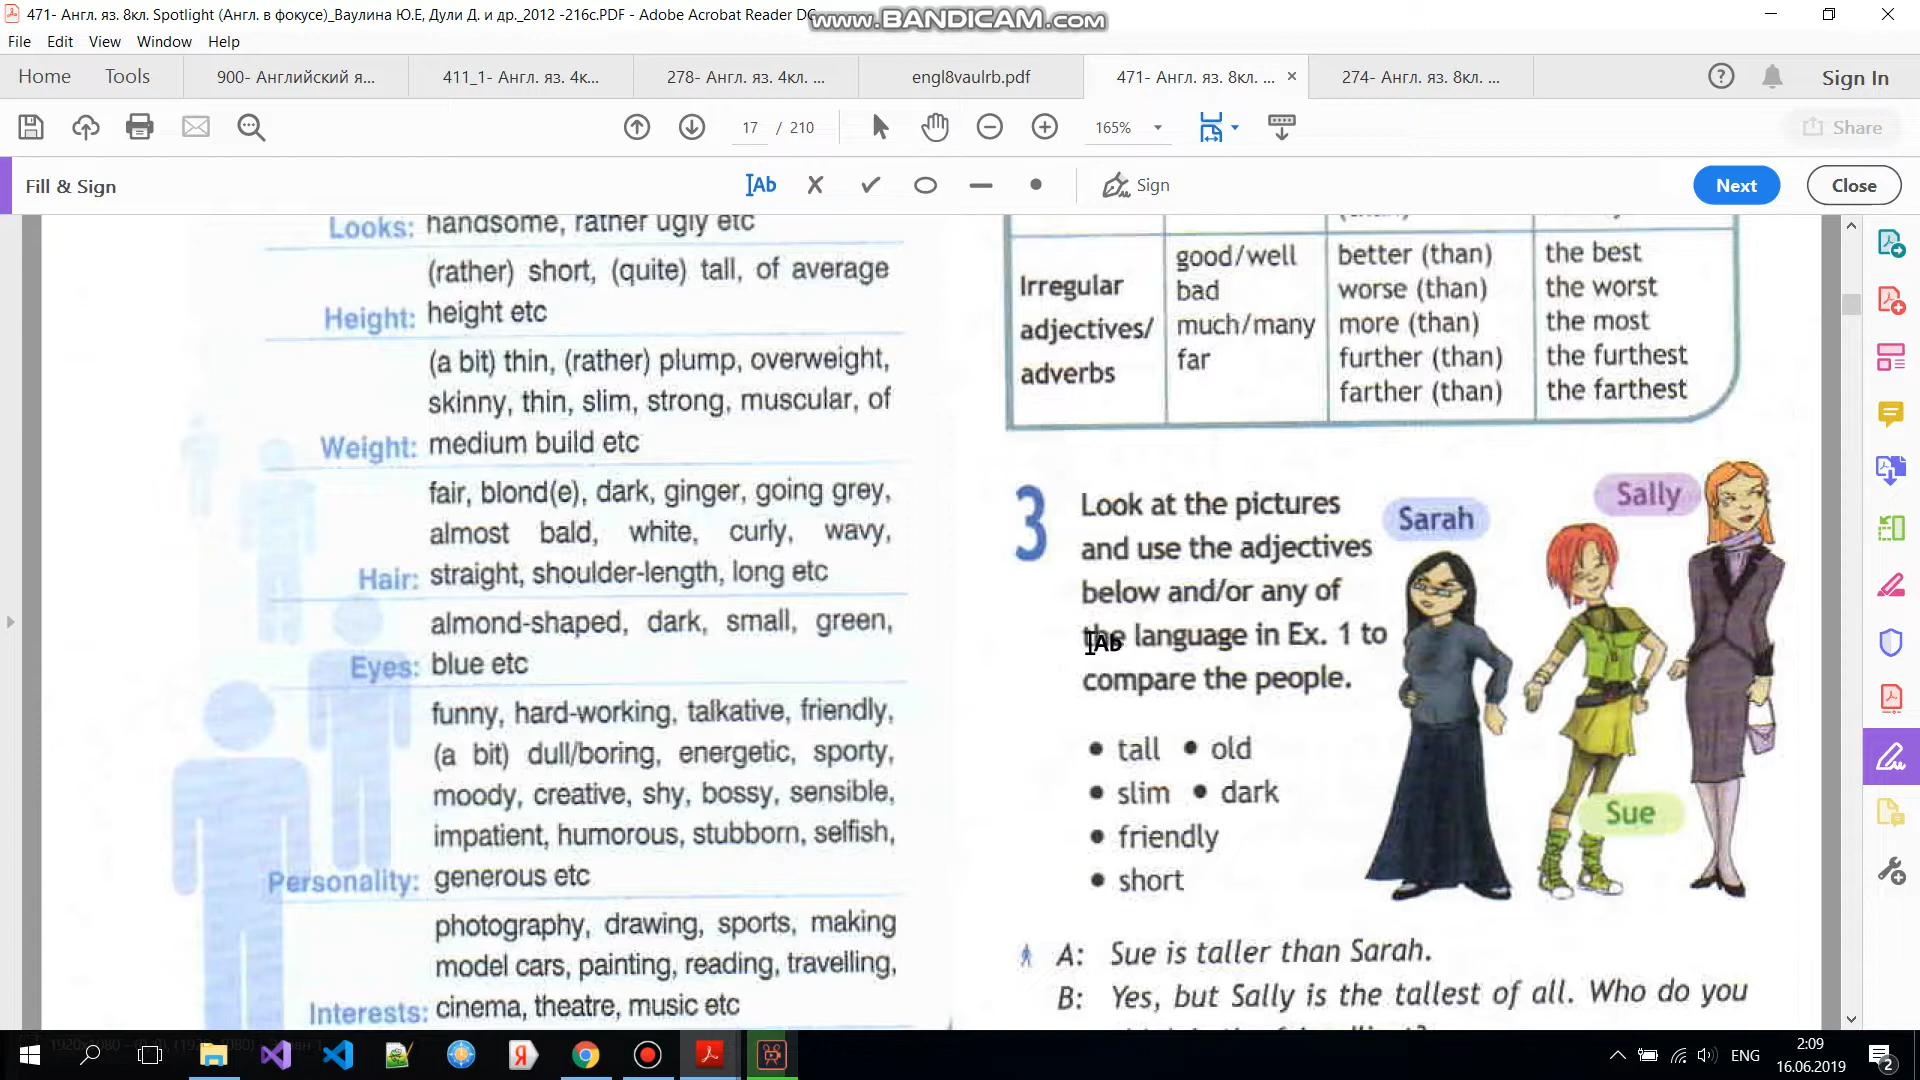 471- Англ. яз. 8кл. Spotlight (Англ. в фокусе)_Ваулина Ю.Е, Дули Д. и др._2012 -216с.PDF - Adobe Acrobat Reader DC
www.BANDICAM.com
File Edit View Window Help
Home Tools 900- Английский я... 411_1- Англ. яз. 4к... 278- Англ. яз. 4кл. ... engl8vaulrb.pdf 471- Англ. яз. 8кл. ... 274- Англ. яз. 8кл. ... Sign In
17 / 210 165% Share
Fill & Sign Ab Sign Next Close
Looks: handsome, rather ugly etc
(rather) short, (quite) tall, of average
Height: height etc
(a bit) thin, (rather) plump, overweight,
skinny, thin, slim, strong, muscular, of
Weight: medium build etc
fair, blond(e), dark, ginger, going grey,
almost bald, white, curly, wavy,
Hair: straight, shoulder-length, long etc
almond-shaped, dark, small, green,
Eyes: blue etc
funny, hard-working, talkative, friendly,
(a bit) dull/boring, energetic, sporty,
moody, creative, shy, bossy, sensible,
impatient, humorous, stubborn, selfish,
Personality: generous etc
photography, drawing, sports, making
model cars, painting, reading, travelling,
Interests: cinema, theatre, music etc
Irregular
adjectives/
adverbs
good/well better (than) the best
bad worse (than) the worst
much/many more (than) the most
far further (than) the furthest
farther (than) the farthest
3 Look at the pictures
and use the adjectives
below and/or any of
the language in Ex. 1 to
compare the people.
Sarah
Sally
Sue
• tall • old
• slim • dark
• friendly
• short
A: Sue is taller than Sarah.
B: Yes, but Sally is the tallest of all. Who do you
2:09
ENG
16.06.2019
2